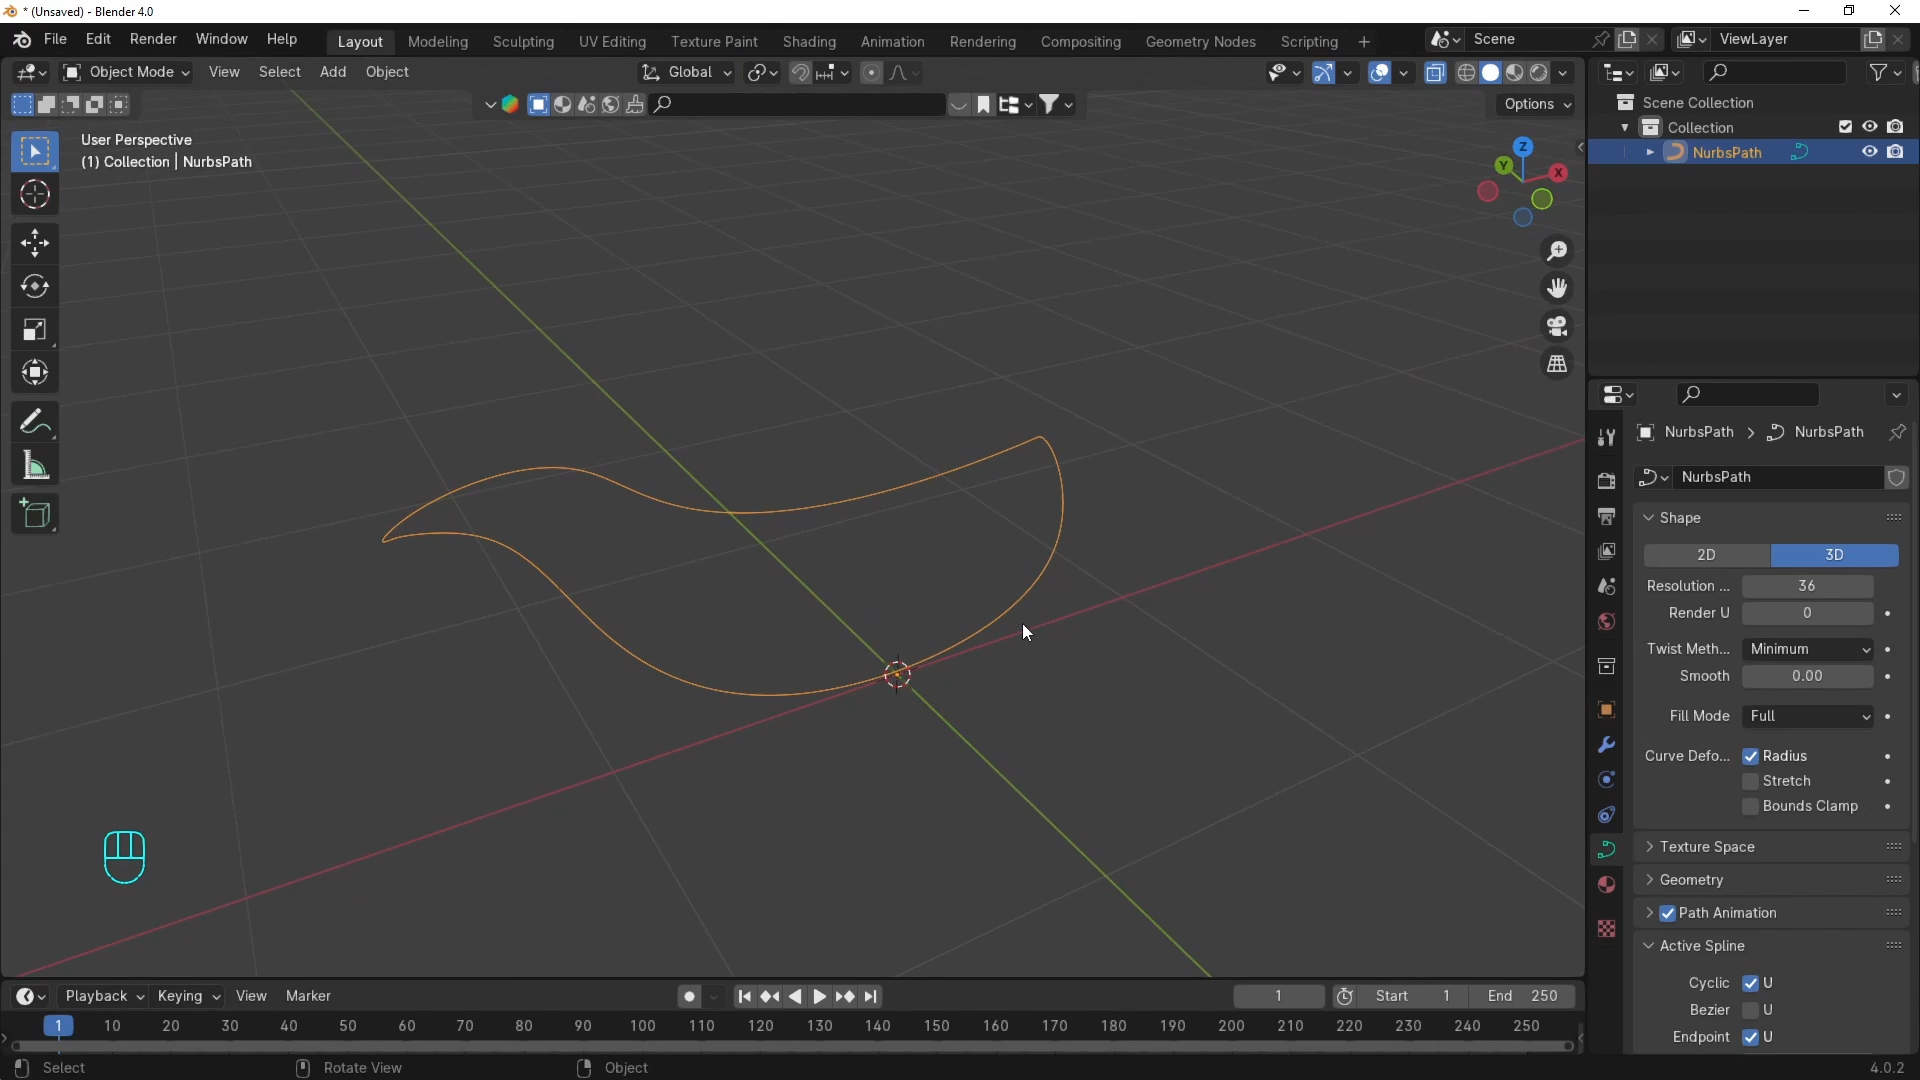 * (Unsaved) - Blender 4.0
File Edit Render Window Help
Layout Modeling Sculpting UV Editing Texture Paint Shading Animation Rendering Compositing Geometry Nodes Scripting +
Scene
ViewLayer
Object Mode View Select Add Object
Global
Options
User Perspective
(1) Collection | NurbsPath
Z
Y
X
Scene Collection
Collection
NurbsPath
NurbsPath > NurbsPath
NurbsPath
Shape
2D 3D
Resolution ... 36
Render U 0
Twist Meth... Minimum
Smooth 0.00
Fill Mode Full
Curve Defo... Radius
Stretch
Bounds Clamp
Texture Space
Geometry
Path Animation
Active Spline
Cyclic U
Bezier U
Endpoint U
Playback Keying View Marker
1
Start 1
End 250
1 10 20 30 40 50 60 70 80 90 100 110 120 130 140 150 160 170 180 190 200 210 220 230 240 250
Select Rotate View Object
4.0.2